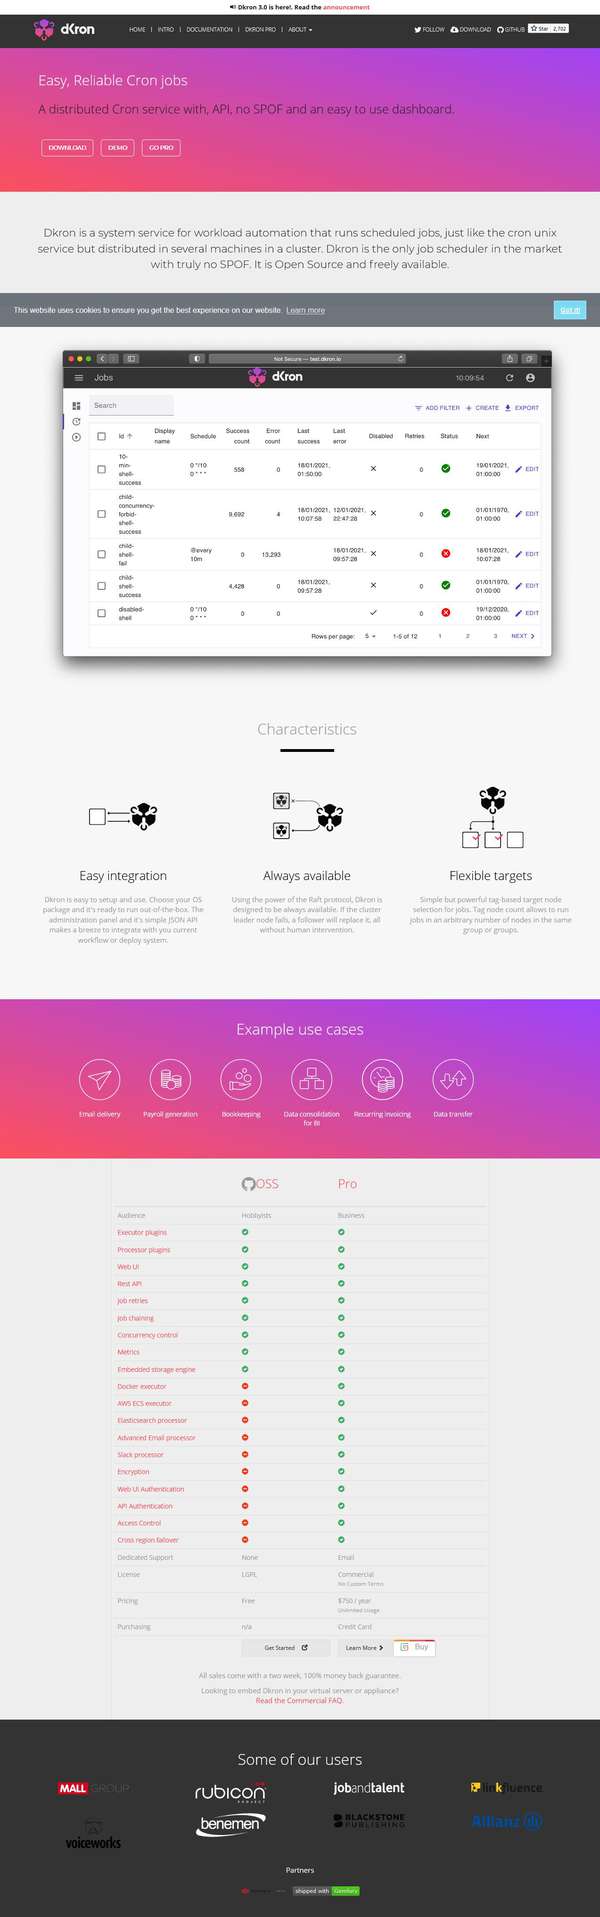 Dkron 3.0 is here!. Read the announcement
dKron
HOME | INTRO | DOCUMENTATION | DKRON PRO | ABOUT
FOLLOW DOWNLOAD GITHUB Star 2,702
Easy, Reliable Cron jobs
A distributed Cron service with, API, no SPOF and an easy to use dashboard.
DOWNLOAD DEMO GO PRO
Dkron is a system service for workload automation that runs scheduled jobs, just like the cron unix
service but distributed in several machines in a cluster. Dkron is the only job scheduler in the market
with truly no SPOF. It is Open Source and freely available.
This website uses cookies to ensure you get the best experience on our website. Learn more Got it!
Not Secure — test.dkron.io
Jobs dKron 10:09:54
Search ADD FILTER + CREATE EXPORT
Id Display name Schedule Success count Error count Last success Last error Disabled Retries Status Next
10-min-shell-success 0 */10 0 * * * 558 0 18/01/2021, 01:50:00 0 19/01/2021, 01:00:00 EDIT
child-concurrency-forbid-shell-success 9,692 4 18/01/2021, 10:07:58 12/01/2021, 22:47:28 0 01/01/1970, 01:00:00 EDIT
child-shell-fail @every 10m 0 13,293 18/01/2021, 09:57:28 0 18/01/2021, 10:07:28 EDIT
child-shell-success 4,428 0 18/01/2021, 09:57:28 0 01/01/1970, 01:00:00 EDIT
disabled-shell 0 */10 0 * * * 0 0 0 19/12/2020, 01:00:00 EDIT
Rows per page: 5 1-5 of 12 1 2 3 NEXT
Characteristics
Easy integration
Dkron is easy to setup and use. Choose your OS
package and it's ready to run out-of-the-box. The
administration panel and it's simple JSON API
makes a breeze to integrate with you current
workflow or deploy system.
Always available
Using the power of the Raft protocol, Dkron is
designed to be always available. If the cluster
leader node fails, a follower will replace it, all
without human intervention.
Flexible targets
Simple but powerful tag-based target node
selection for jobs. Tag node count allows to run
jobs in an arbitrary number of nodes in the same
group or groups.
Example use cases
Email delivery
Payroll generation
Bookkeeping
Data consolidation
for BI
Recurring invoicing
Data transfer
OSS Pro
Audience Hobbyists Business
Executor plugins
Processor plugins
Web UI
Rest API
Job retries
Job chaining
Concurrency control
Metrics
Embedded storage engine
Docker executor
AWS ECS executor
Elasticsearch processor
Advanced Email processor
Slack processor
Encryption
Web UI Authentication
API Authentication
Access Control
Cross region failover
Dedicated Support None Email
License LGPL Commercial
No Custom Terms
Pricing Free $750 / year
Unlimited Usage
Purchasing n/a Credit Card
Get Started Learn More Buy
All sales come with a two week, 100% money back guarantee.
Looking to embed Dkron in your virtual server or appliance?
Read the Commercial FAQ.
Some of our users
MALL GROUP
rubicon PROJECT
jobandtalent
linkfluence
voiceworks
benemen
BLACKSTONE
PUBLISHING
Allianz
Partners
shipped with Gemfury